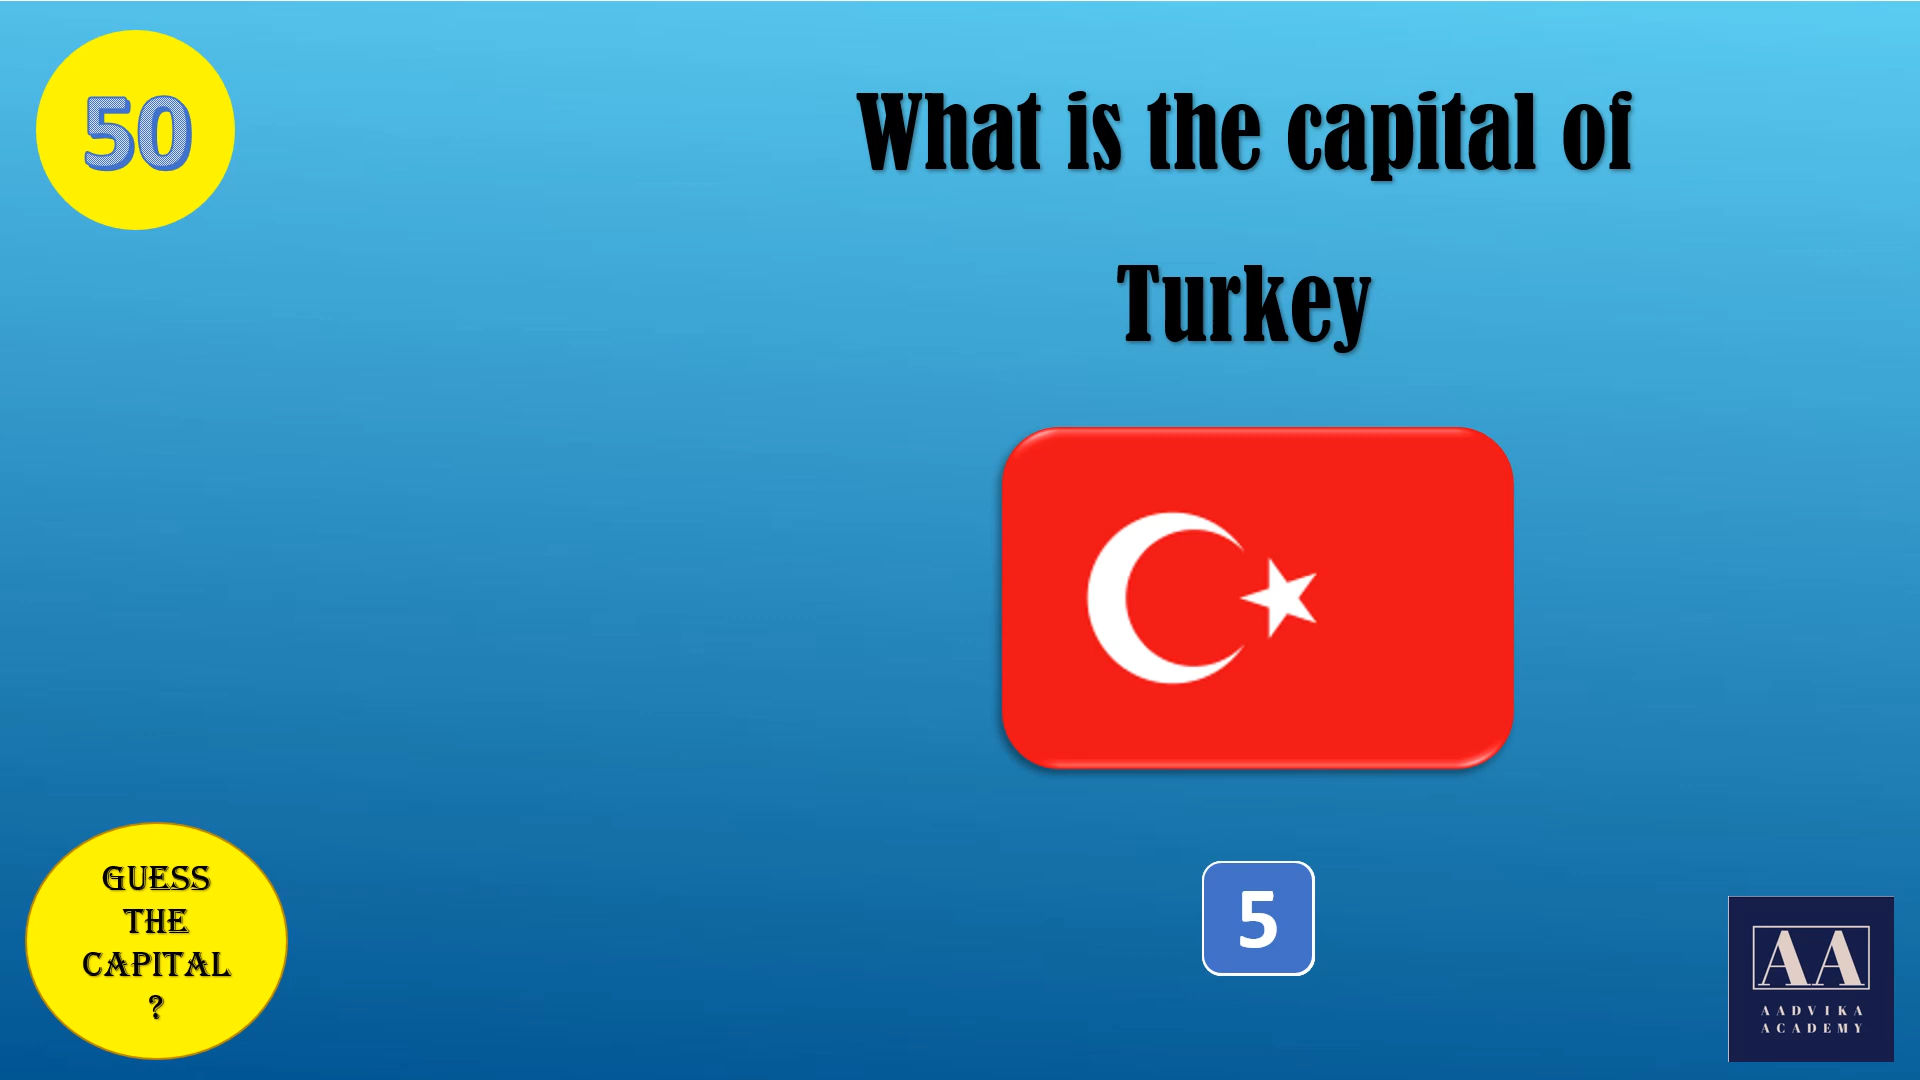 50
What is the capital of
Turkey
5
GUESS
THE
CAPITAL
?
AA
AADVIKA
ACADEMY